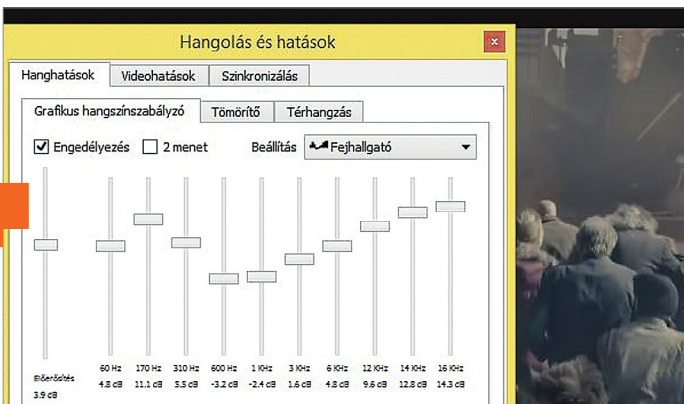 Hangolás és hatások
Hanghatások Videohatások Szinkronizálás
Grafikus hangszínszabályzó Tömörítő Térhangzás
Engedélyezés 2 menet Beállítás Fejhallgató
60 Hz 170 Hz 310 Hz 600 Hz 1 KHz 3 KHz 6 KHz 12 KHz 14 KHz 16 KHz
Előerősítés 4.8 dB 11.1 dB 5.5 dB -3.2 dB -2.4 dB 1.6 dB 4.8 dB 9.6 dB 12.8 dB 14.3 dB
3.9 dB